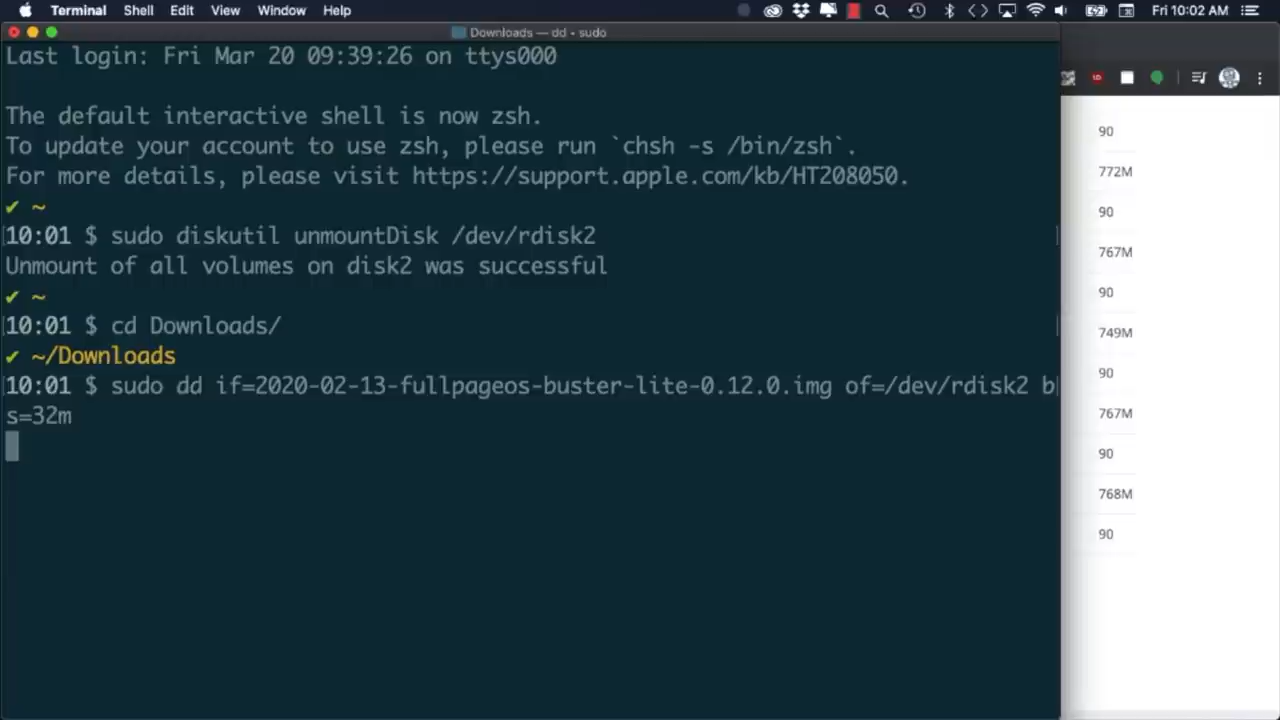 Terminal Shell Edit View Window Help Fri 10:02 AM
Downloads — dd • sudo
Last login: Fri Mar 20 09:39:26 on ttys000
The default interactive shell is now zsh.
To update your account to use zsh, please run `chsh -s /bin/zsh`.
For more details, please visit https://support.apple.com/kb/HT208050.
✔ ~
10:01 $ sudo diskutil unmountDisk /dev/rdisk2
Unmount of all volumes on disk2 was successful
✔ ~
10:01 $ cd Downloads/
✔ ~/Downloads
10:01 $ sudo dd if=2020-02-13-fullpageos-buster-lite-0.12.0.img of=/dev/rdisk2 b
s=32m
90
772M
90
767M
90
749M
90
767M
90
768M
90